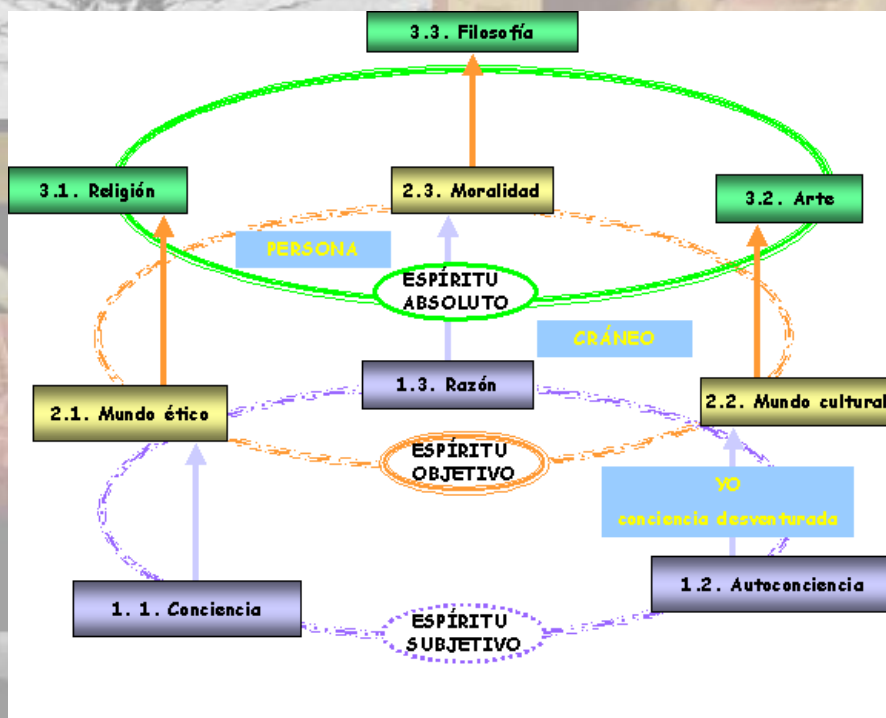 3.3. Filosofía
3.1. Religión
2.3. Moralidad
3.2. Arte
PERSONA
ESPÍRITU
ABSOLUTO
CRÁNEO
1.3. Razón
2.1. Mundo ético
2.2. Mundo cultural
ESPÍRITU
OBJETIVO
YO
conciencia desventurada
1. 1. Conciencia
1.2. Autoconciencia
ESPÍRITU
SUBJETIVO